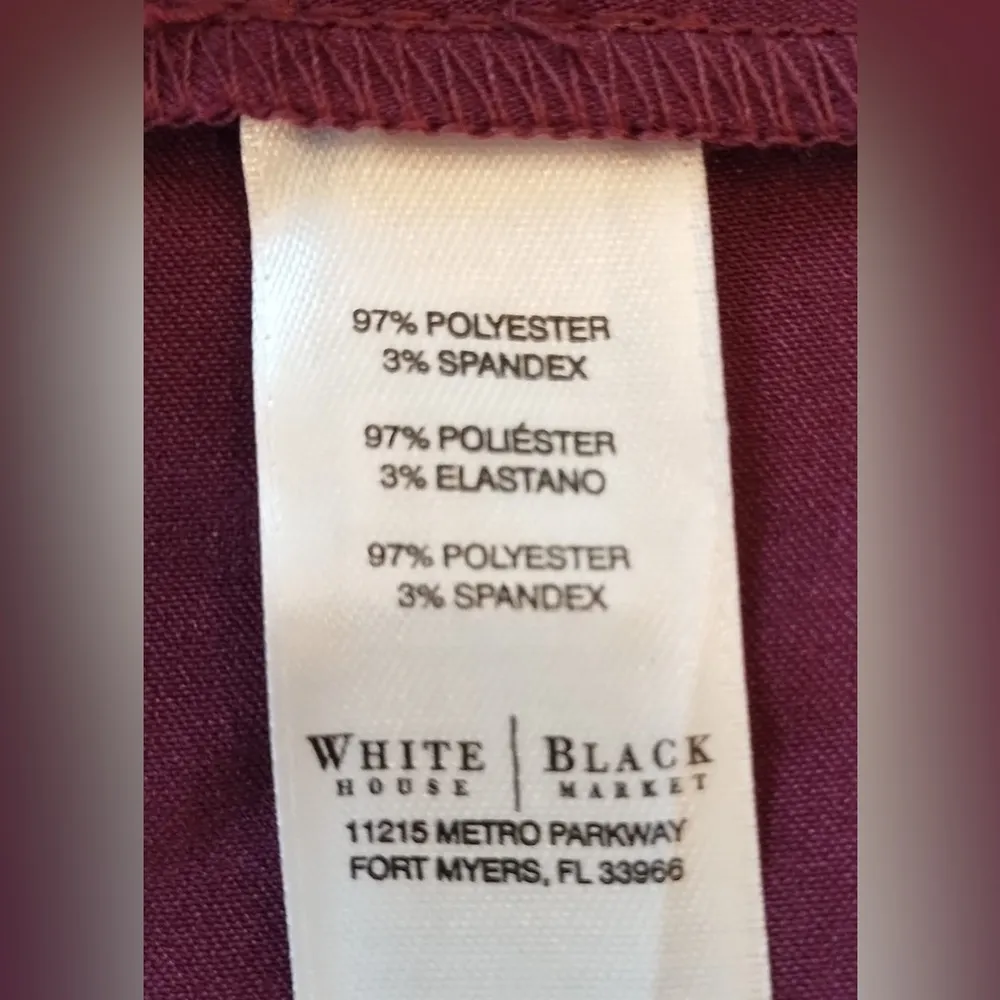 97% POLYESTER
3% SPANDEX
97% POLIÉSTER
3% ELASTANO
97% POLYESTER
3% SPANDEX
WHITE | BLACK
HOUSE | MARKET
11215 METRO PARKWAY
FORT MYERS, FL 33966